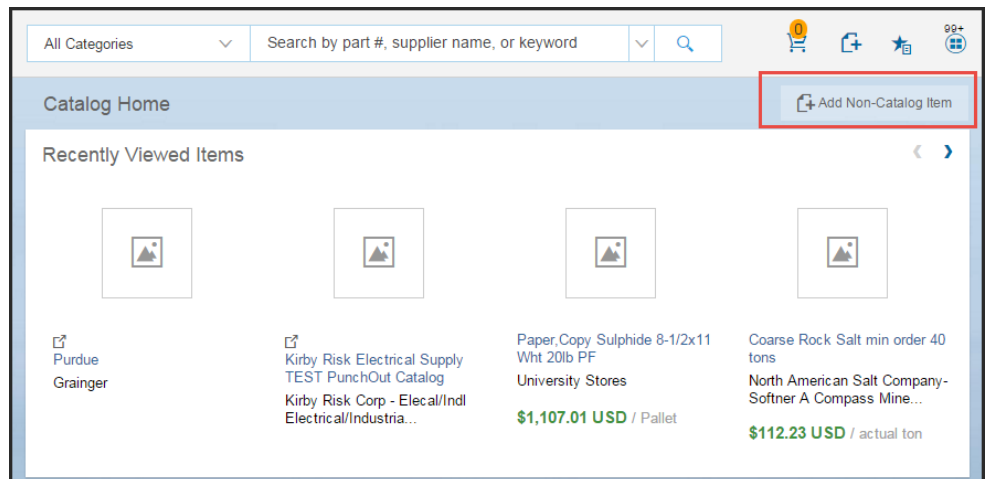 All Categories
Search by part #, supplier name, or keyword
0
99+
Catalog Home
Add Non-Catalog Item
Recently Viewed Items
Purdue
Grainger
Kirby Risk Electrical Supply
TEST PunchOut Catalog
Kirby Risk Corp - Elecal/Indl
Electrical/Industria...
Paper,Copy Sulphide 8-1/2x11
Wht 20lb PF
University Stores
$1,107.01 USD / Pallet
Coarse Rock Salt min order 40
tons
North American Salt Company-
Softner A Compass Mine...
$112.23 USD / actual ton